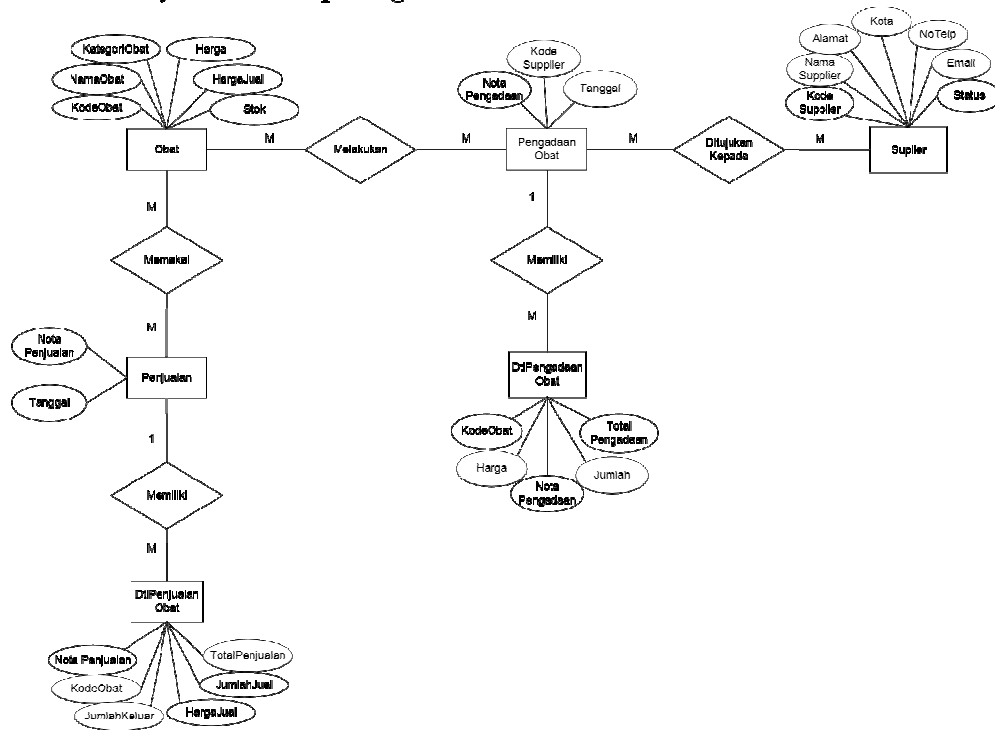 KategoriObat
Harga
NamaObat
HargaJual
KodeObat
Stok
Obat
M
Melakukan
M
Kode
Supplier
Nota
Pengadaan
Tanggal
Pengadaan
Obat
M
Ditujukan
Kepada
M
Kota
Alamat
NoTelp
Nama
Supplier
Email
Kode
Supplier
Status
Suplier
M
Memakai
M
Nota
Penjualan
Tanggal
Penjualan
1
Memiliki
M
DtlPenjualan
Obat
Nota Penjualan
TotalPenjualan
KodeObat
JumlahJual
JumlahKeluar
HargaJual
1
Memiliki
M
DtlPengadaan
Obat
KodeObat
Total
Pengadaan
Harga
Jumlah
Nota
Pengadaan